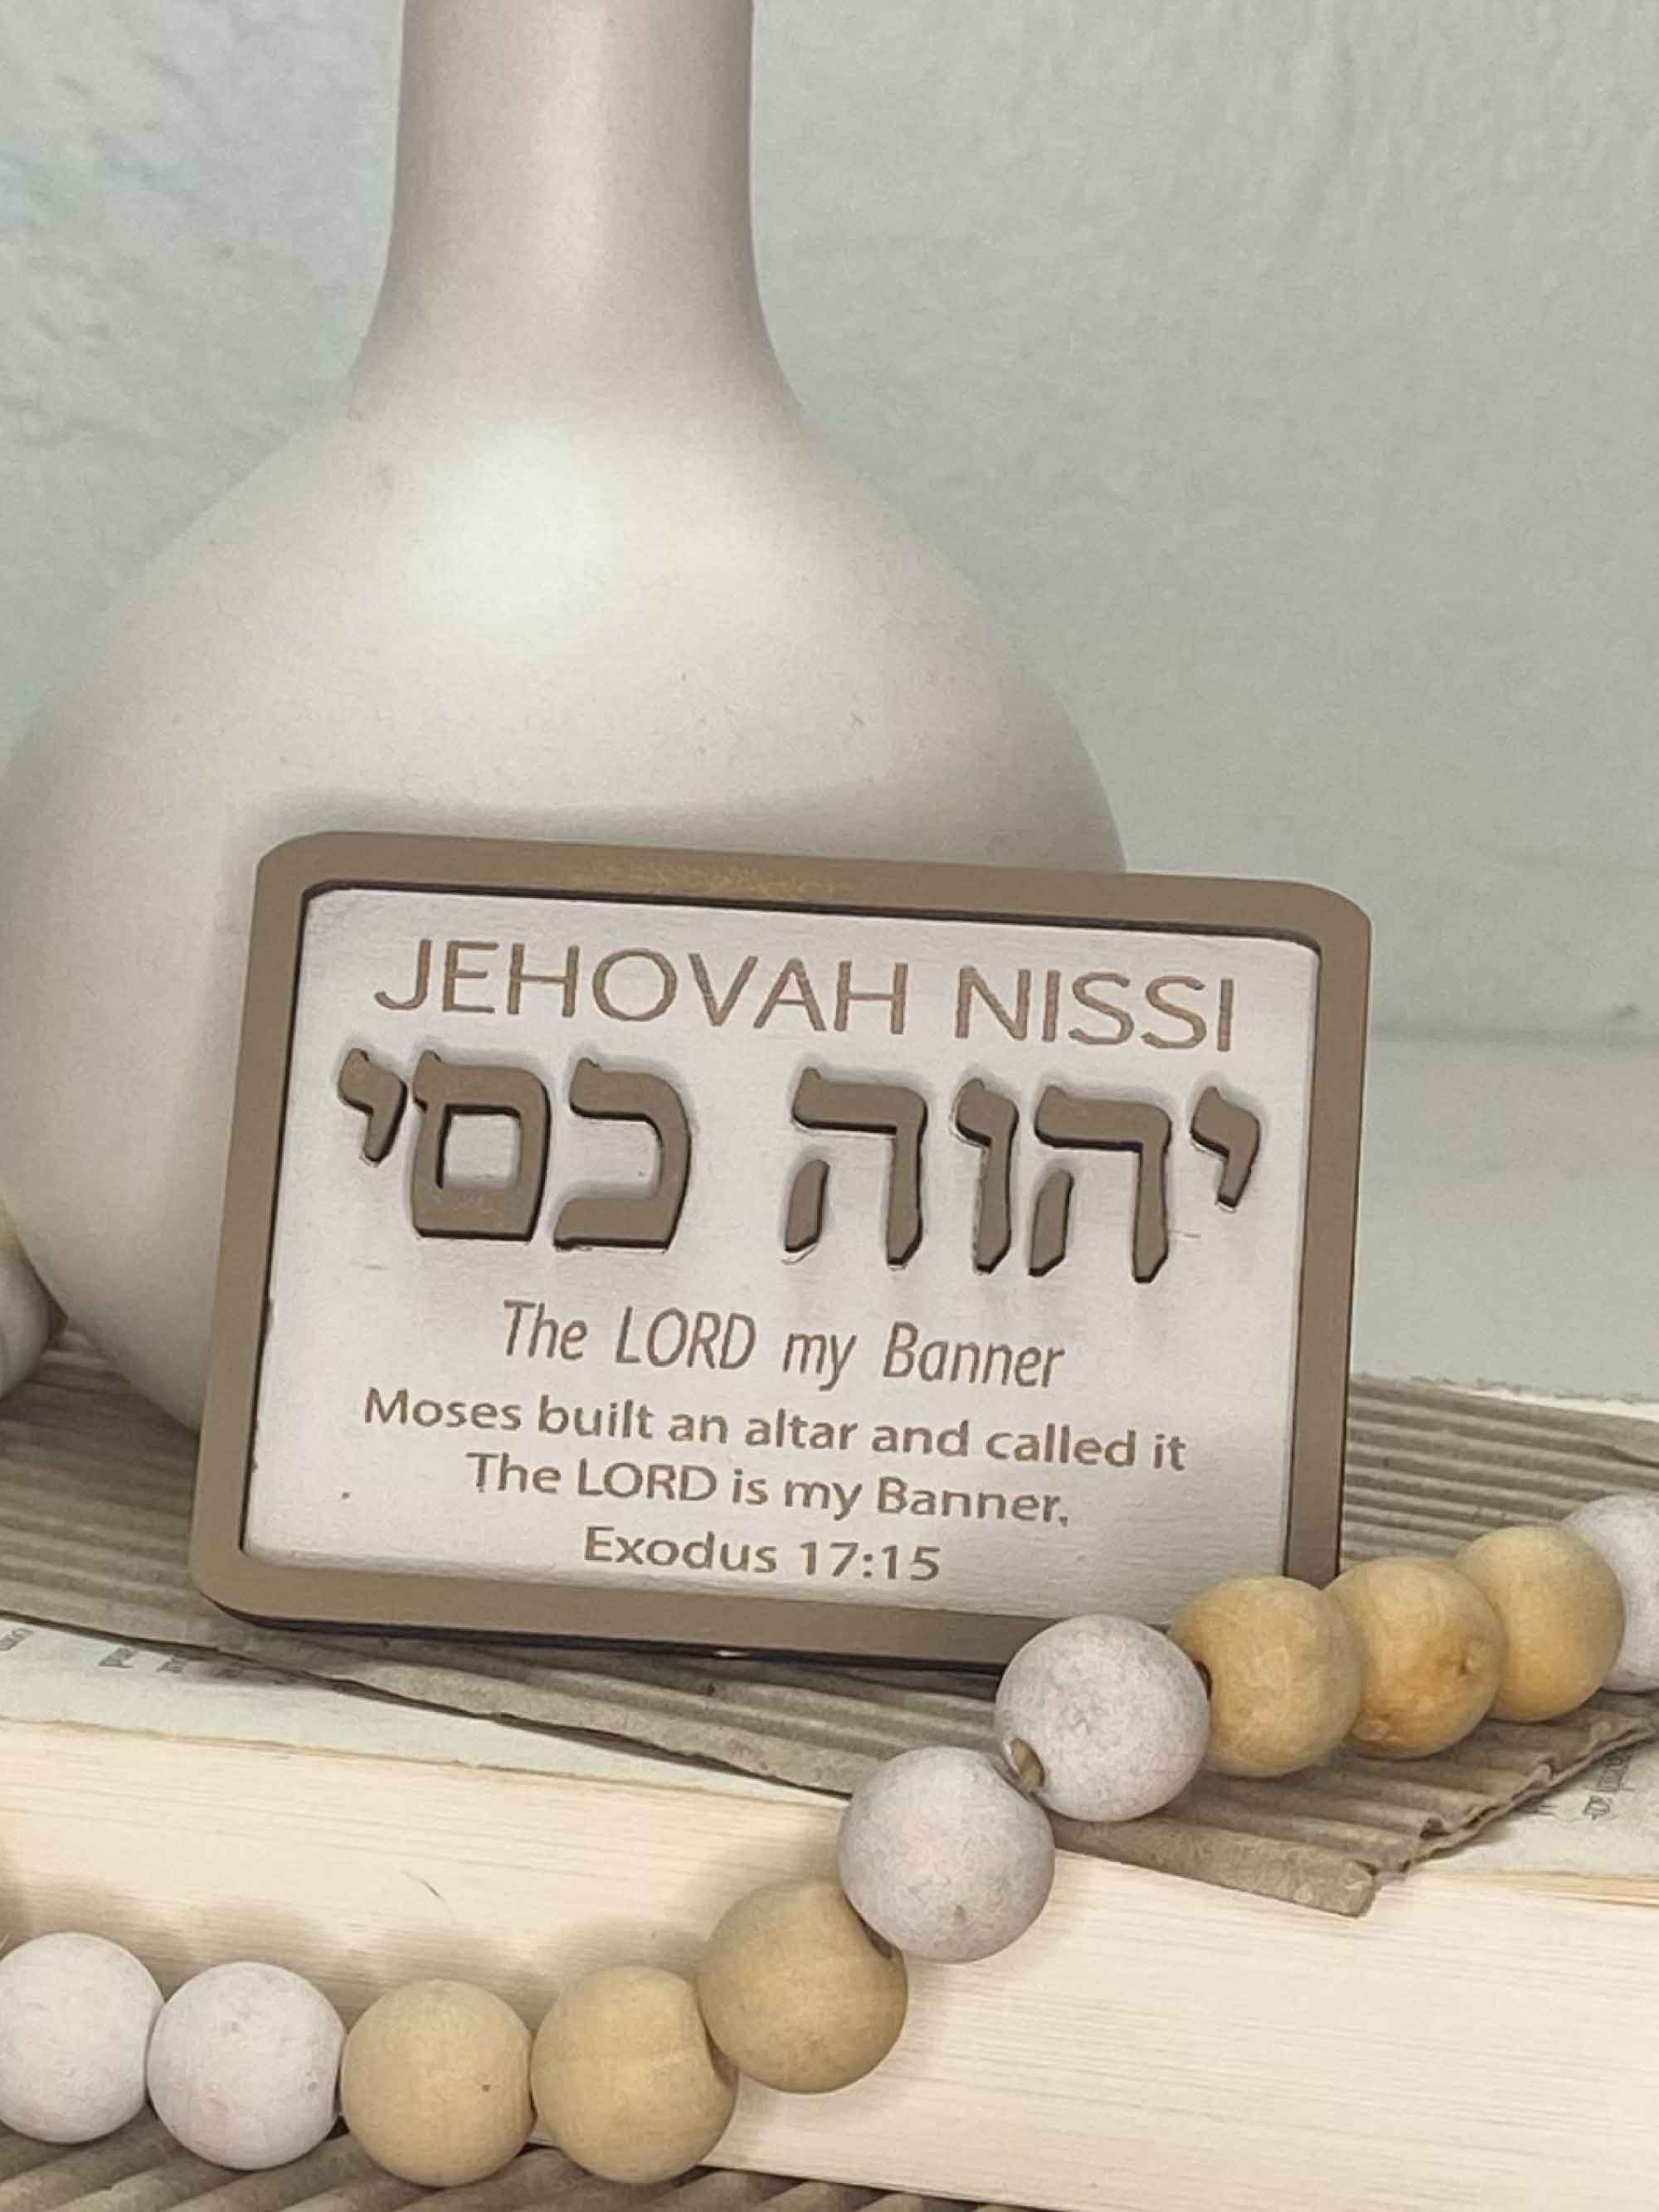 JEHOVAH NISSI
יהוה כסי
The LORD my Banner
Moses built an altar and called it
The LORD is my Banner.
Exodus 17:15